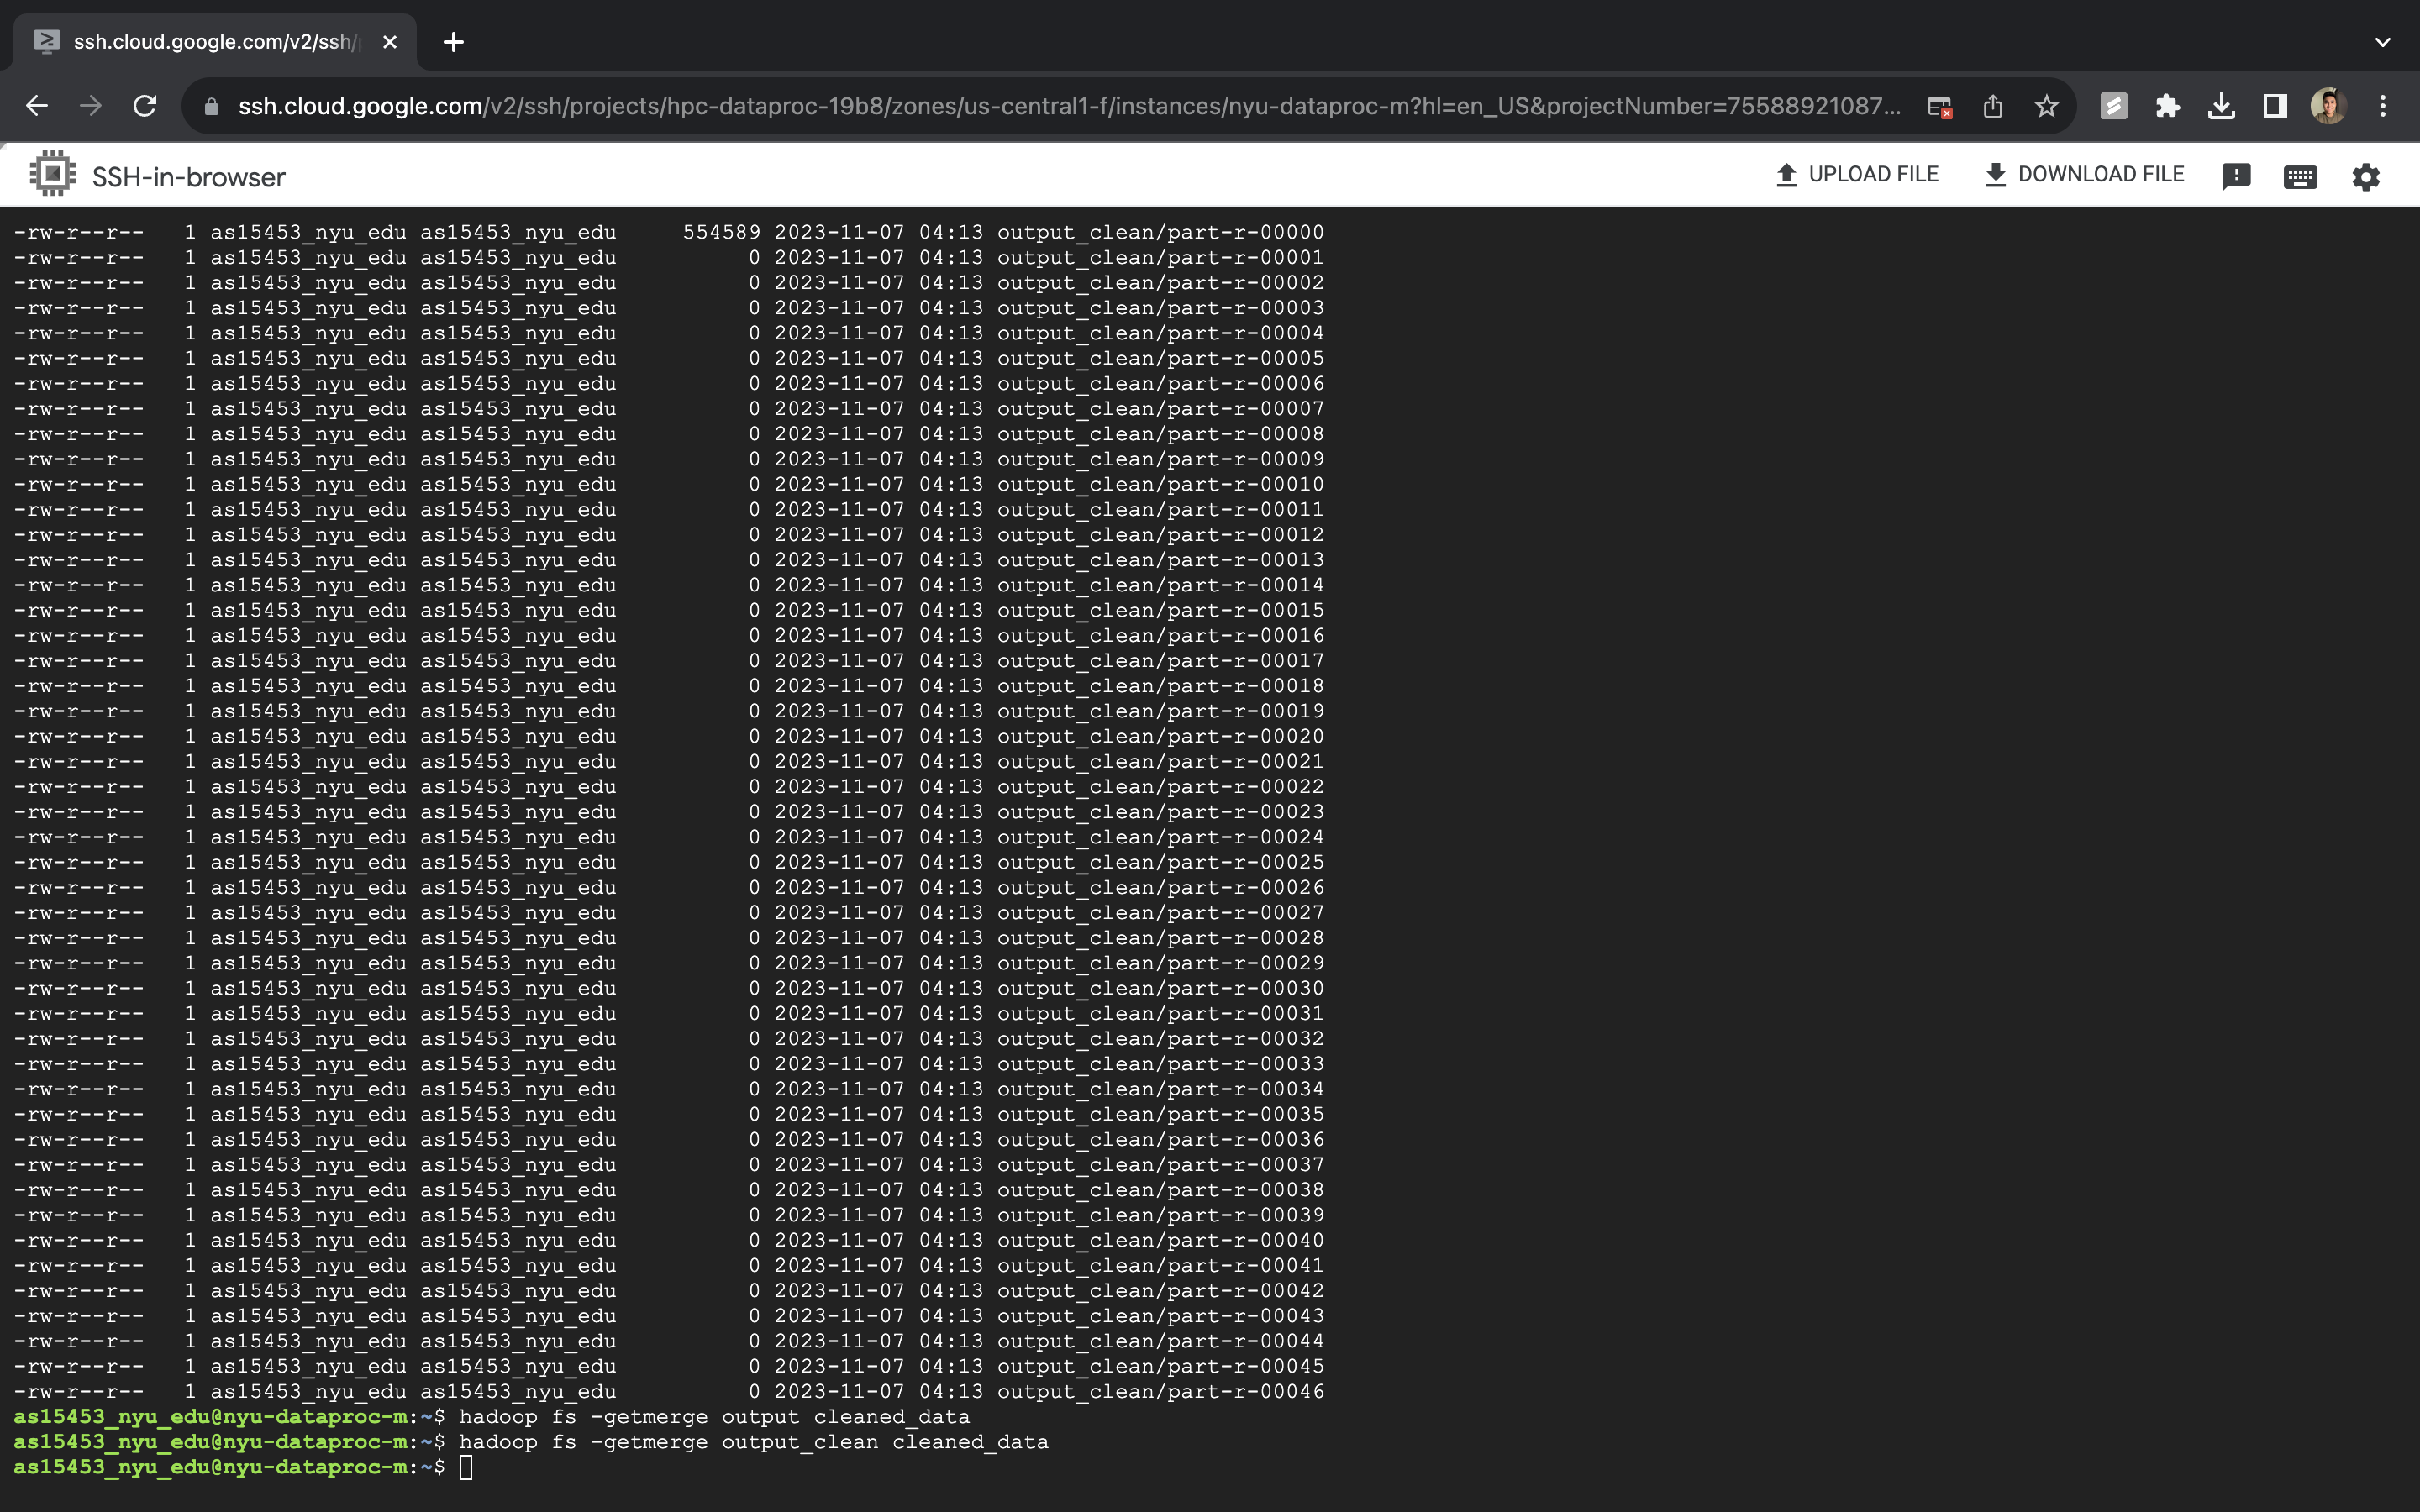 ssh.cloud.google.com/v2/ssh/
ssh.cloud.google.com/v2/ssh/projects/hpc-dataproc-19b8/zones/us-central1-f/instances/nyu-dataproc-m?hl=en_US&projectNumber=75588921087...
SSH-in-browser
UPLOAD FILE
DOWNLOAD FILE
-rw-r--r--   1 as15453_nyu_edu as15453_nyu_edu     554589 2023-11-07 04:13 output_clean/part-r-00000
-rw-r--r--   1 as15453_nyu_edu as15453_nyu_edu          0 2023-11-07 04:13 output_clean/part-r-00001
-rw-r--r--   1 as15453_nyu_edu as15453_nyu_edu          0 2023-11-07 04:13 output_clean/part-r-00002
-rw-r--r--   1 as15453_nyu_edu as15453_nyu_edu          0 2023-11-07 04:13 output_clean/part-r-00003
-rw-r--r--   1 as15453_nyu_edu as15453_nyu_edu          0 2023-11-07 04:13 output_clean/part-r-00004
-rw-r--r--   1 as15453_nyu_edu as15453_nyu_edu          0 2023-11-07 04:13 output_clean/part-r-00005
-rw-r--r--   1 as15453_nyu_edu as15453_nyu_edu          0 2023-11-07 04:13 output_clean/part-r-00006
-rw-r--r--   1 as15453_nyu_edu as15453_nyu_edu          0 2023-11-07 04:13 output_clean/part-r-00007
-rw-r--r--   1 as15453_nyu_edu as15453_nyu_edu          0 2023-11-07 04:13 output_clean/part-r-00008
-rw-r--r--   1 as15453_nyu_edu as15453_nyu_edu          0 2023-11-07 04:13 output_clean/part-r-00009
-rw-r--r--   1 as15453_nyu_edu as15453_nyu_edu          0 2023-11-07 04:13 output_clean/part-r-00010
-rw-r--r--   1 as15453_nyu_edu as15453_nyu_edu          0 2023-11-07 04:13 output_clean/part-r-00011
-rw-r--r--   1 as15453_nyu_edu as15453_nyu_edu          0 2023-11-07 04:13 output_clean/part-r-00012
-rw-r--r--   1 as15453_nyu_edu as15453_nyu_edu          0 2023-11-07 04:13 output_clean/part-r-00013
-rw-r--r--   1 as15453_nyu_edu as15453_nyu_edu          0 2023-11-07 04:13 output_clean/part-r-00014
-rw-r--r--   1 as15453_nyu_edu as15453_nyu_edu          0 2023-11-07 04:13 output_clean/part-r-00015
-rw-r--r--   1 as15453_nyu_edu as15453_nyu_edu          0 2023-11-07 04:13 output_clean/part-r-00016
-rw-r--r--   1 as15453_nyu_edu as15453_nyu_edu          0 2023-11-07 04:13 output_clean/part-r-00017
-rw-r--r--   1 as15453_nyu_edu as15453_nyu_edu          0 2023-11-07 04:13 output_clean/part-r-00018
-rw-r--r--   1 as15453_nyu_edu as15453_nyu_edu          0 2023-11-07 04:13 output_clean/part-r-00019
-rw-r--r--   1 as15453_nyu_edu as15453_nyu_edu          0 2023-11-07 04:13 output_clean/part-r-00020
-rw-r--r--   1 as15453_nyu_edu as15453_nyu_edu          0 2023-11-07 04:13 output_clean/part-r-00021
-rw-r--r--   1 as15453_nyu_edu as15453_nyu_edu          0 2023-11-07 04:13 output_clean/part-r-00022
-rw-r--r--   1 as15453_nyu_edu as15453_nyu_edu          0 2023-11-07 04:13 output_clean/part-r-00023
-rw-r--r--   1 as15453_nyu_edu as15453_nyu_edu          0 2023-11-07 04:13 output_clean/part-r-00024
-rw-r--r--   1 as15453_nyu_edu as15453_nyu_edu          0 2023-11-07 04:13 output_clean/part-r-00025
-rw-r--r--   1 as15453_nyu_edu as15453_nyu_edu          0 2023-11-07 04:13 output_clean/part-r-00026
-rw-r--r--   1 as15453_nyu_edu as15453_nyu_edu          0 2023-11-07 04:13 output_clean/part-r-00027
-rw-r--r--   1 as15453_nyu_edu as15453_nyu_edu          0 2023-11-07 04:13 output_clean/part-r-00028
-rw-r--r--   1 as15453_nyu_edu as15453_nyu_edu          0 2023-11-07 04:13 output_clean/part-r-00029
-rw-r--r--   1 as15453_nyu_edu as15453_nyu_edu          0 2023-11-07 04:13 output_clean/part-r-00030
-rw-r--r--   1 as15453_nyu_edu as15453_nyu_edu          0 2023-11-07 04:13 output_clean/part-r-00031
-rw-r--r--   1 as15453_nyu_edu as15453_nyu_edu          0 2023-11-07 04:13 output_clean/part-r-00032
-rw-r--r--   1 as15453_nyu_edu as15453_nyu_edu          0 2023-11-07 04:13 output_clean/part-r-00033
-rw-r--r--   1 as15453_nyu_edu as15453_nyu_edu          0 2023-11-07 04:13 output_clean/part-r-00034
-rw-r--r--   1 as15453_nyu_edu as15453_nyu_edu          0 2023-11-07 04:13 output_clean/part-r-00035
-rw-r--r--   1 as15453_nyu_edu as15453_nyu_edu          0 2023-11-07 04:13 output_clean/part-r-00036
-rw-r--r--   1 as15453_nyu_edu as15453_nyu_edu          0 2023-11-07 04:13 output_clean/part-r-00037
-rw-r--r--   1 as15453_nyu_edu as15453_nyu_edu          0 2023-11-07 04:13 output_clean/part-r-00038
-rw-r--r--   1 as15453_nyu_edu as15453_nyu_edu          0 2023-11-07 04:13 output_clean/part-r-00039
-rw-r--r--   1 as15453_nyu_edu as15453_nyu_edu          0 2023-11-07 04:13 output_clean/part-r-00040
-rw-r--r--   1 as15453_nyu_edu as15453_nyu_edu          0 2023-11-07 04:13 output_clean/part-r-00041
-rw-r--r--   1 as15453_nyu_edu as15453_nyu_edu          0 2023-11-07 04:13 output_clean/part-r-00042
-rw-r--r--   1 as15453_nyu_edu as15453_nyu_edu          0 2023-11-07 04:13 output_clean/part-r-00043
-rw-r--r--   1 as15453_nyu_edu as15453_nyu_edu          0 2023-11-07 04:13 output_clean/part-r-00044
-rw-r--r--   1 as15453_nyu_edu as15453_nyu_edu          0 2023-11-07 04:13 output_clean/part-r-00045
-rw-r--r--   1 as15453_nyu_edu as15453_nyu_edu          0 2023-11-07 04:13 output_clean/part-r-00046
as15453_nyu_edu@nyu-dataproc-m:~$ hadoop fs -getmerge output cleaned_data
as15453_nyu_edu@nyu-dataproc-m:~$ hadoop fs -getmerge output_clean cleaned_data
as15453_nyu_edu@nyu-dataproc-m:~$